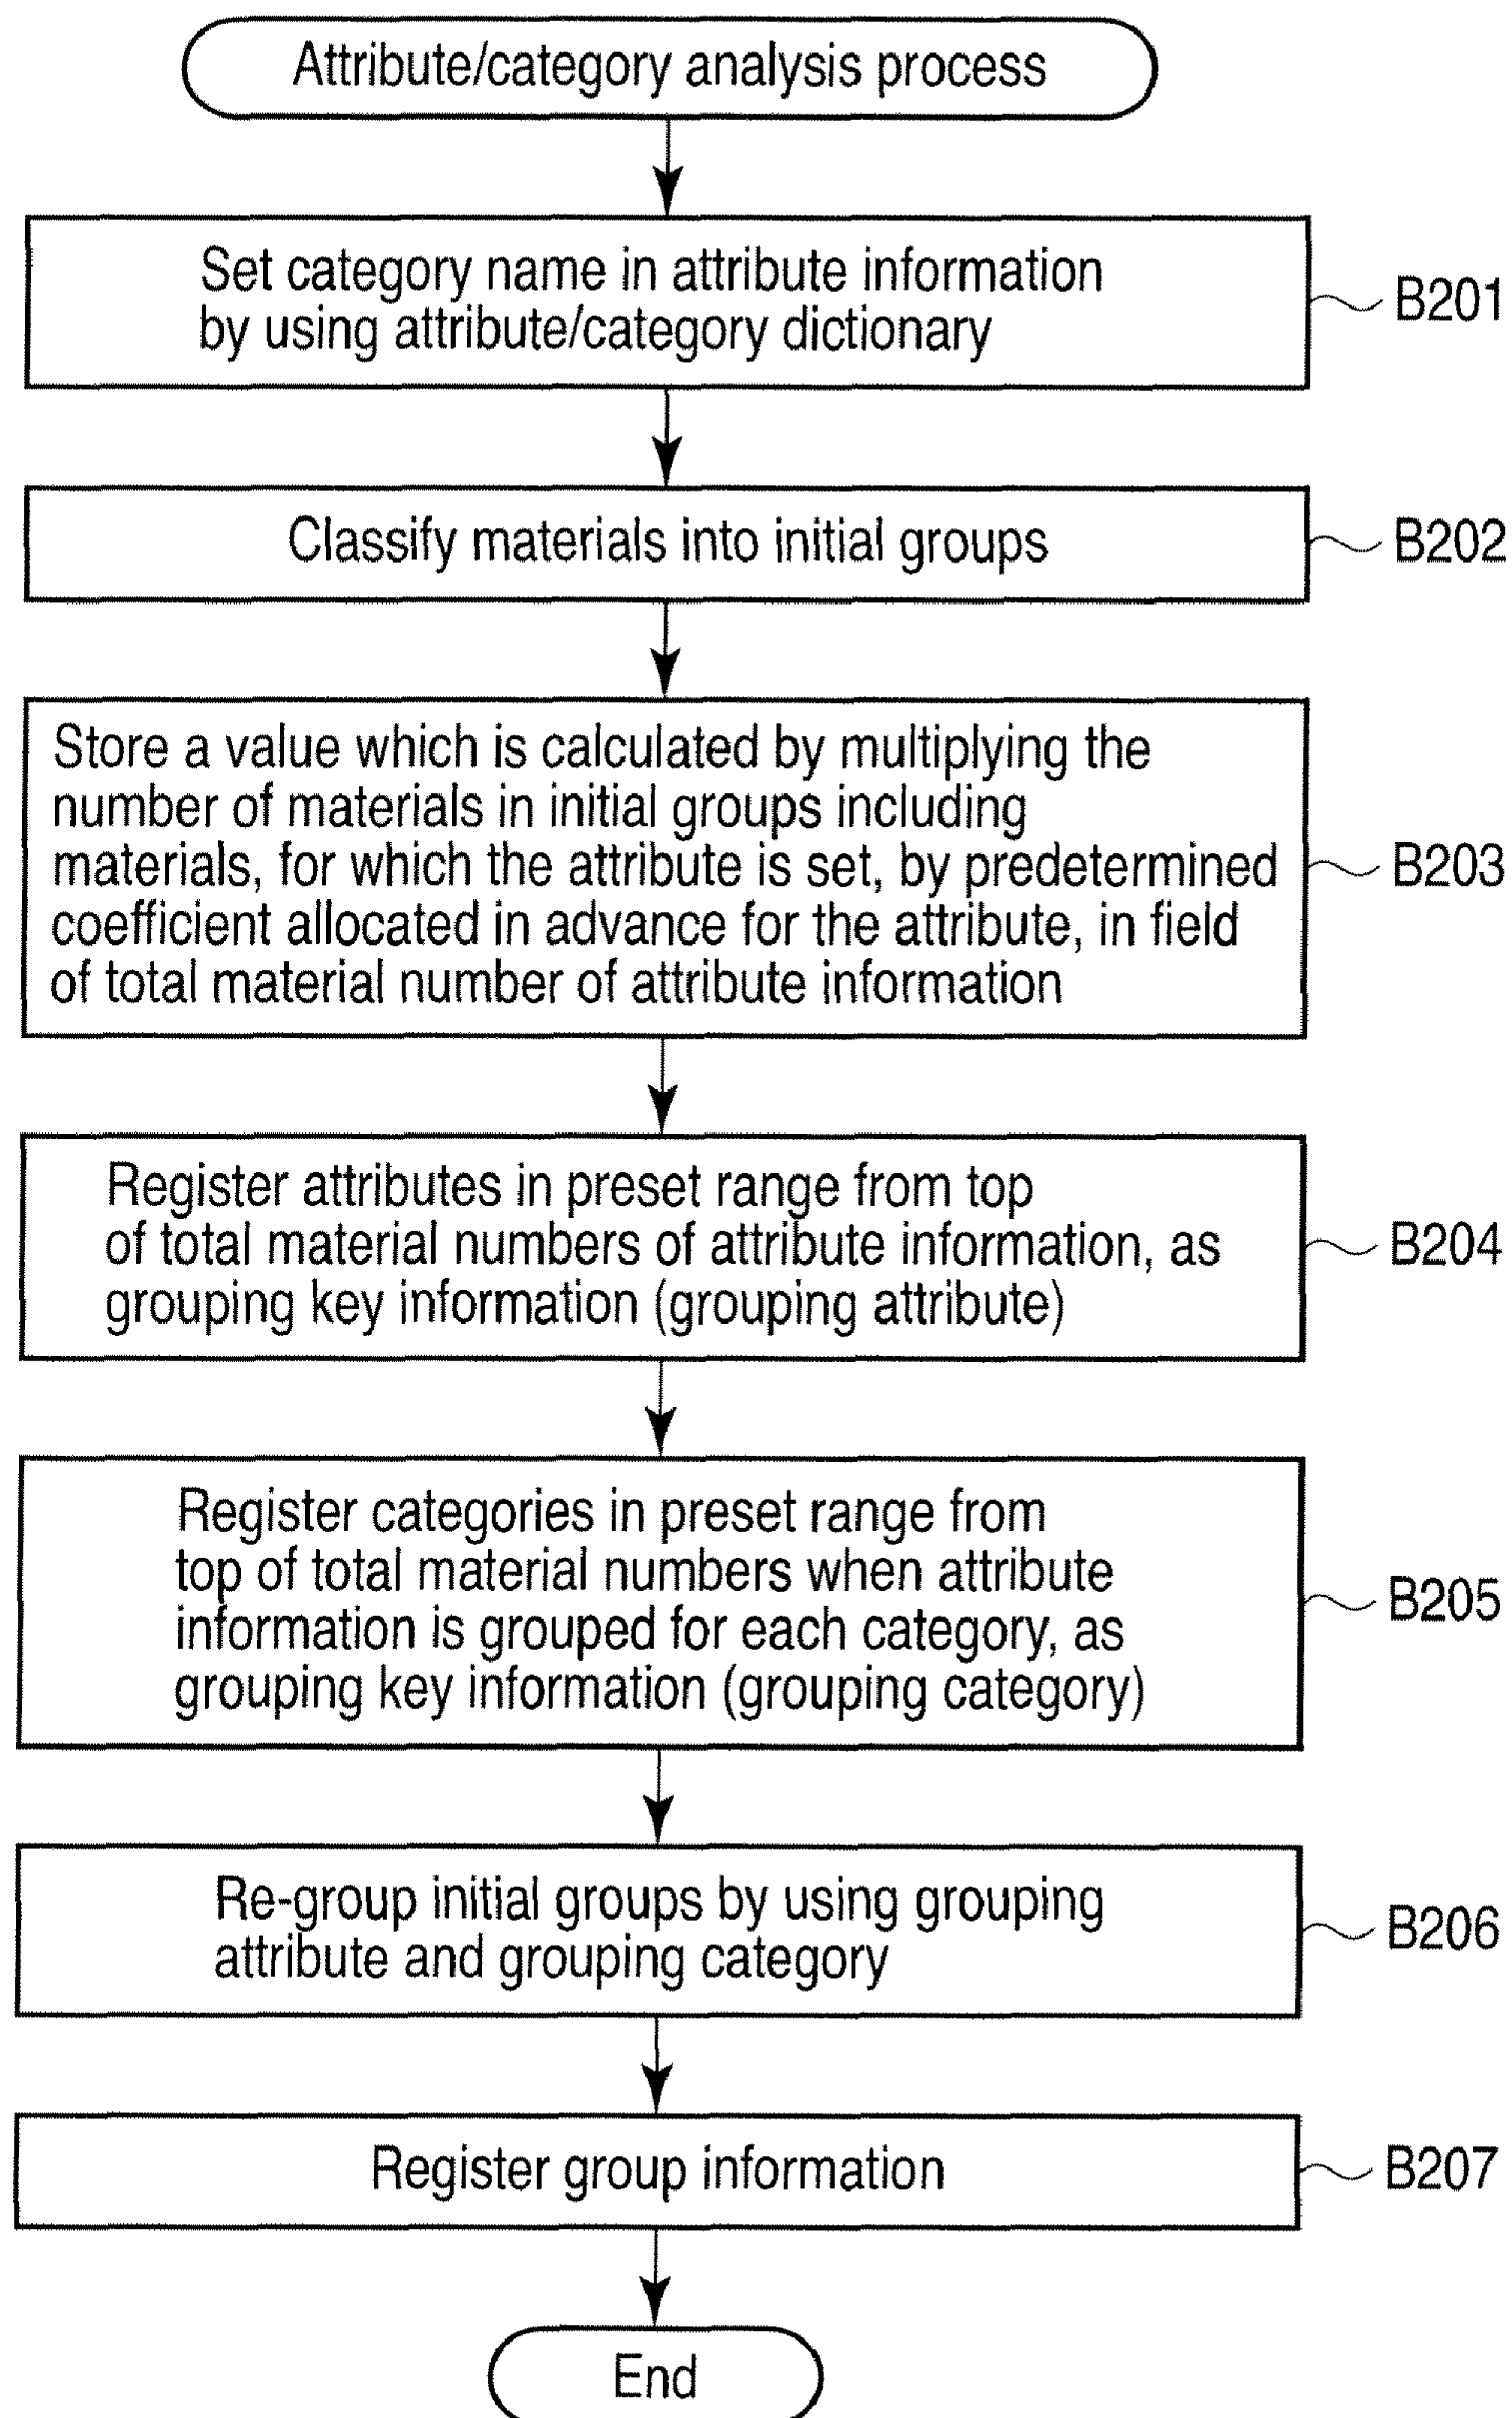 Attribute/category analysis process
Set category name in attribute information
by using attribute/category dictionary
B201
Classify materials into initial groups
B202
Store a value which is calculated by multiplying the
number of materials in initial groups including
materials, for which the attribute is set, by predetermined
coefficient allocated in advance for the attribute, in field
of total material number of attribute information
B203
Register attributes in preset range from top
of total material numbers of attribute information, as
grouping key information (grouping attribute)
B204
Register categories in preset range from
top of total material numbers when attribute
information is grouped for each category, as
grouping key information (grouping category)
B205
Re-group initial groups by using grouping
attribute and grouping category
B206
Register group information
B207
End